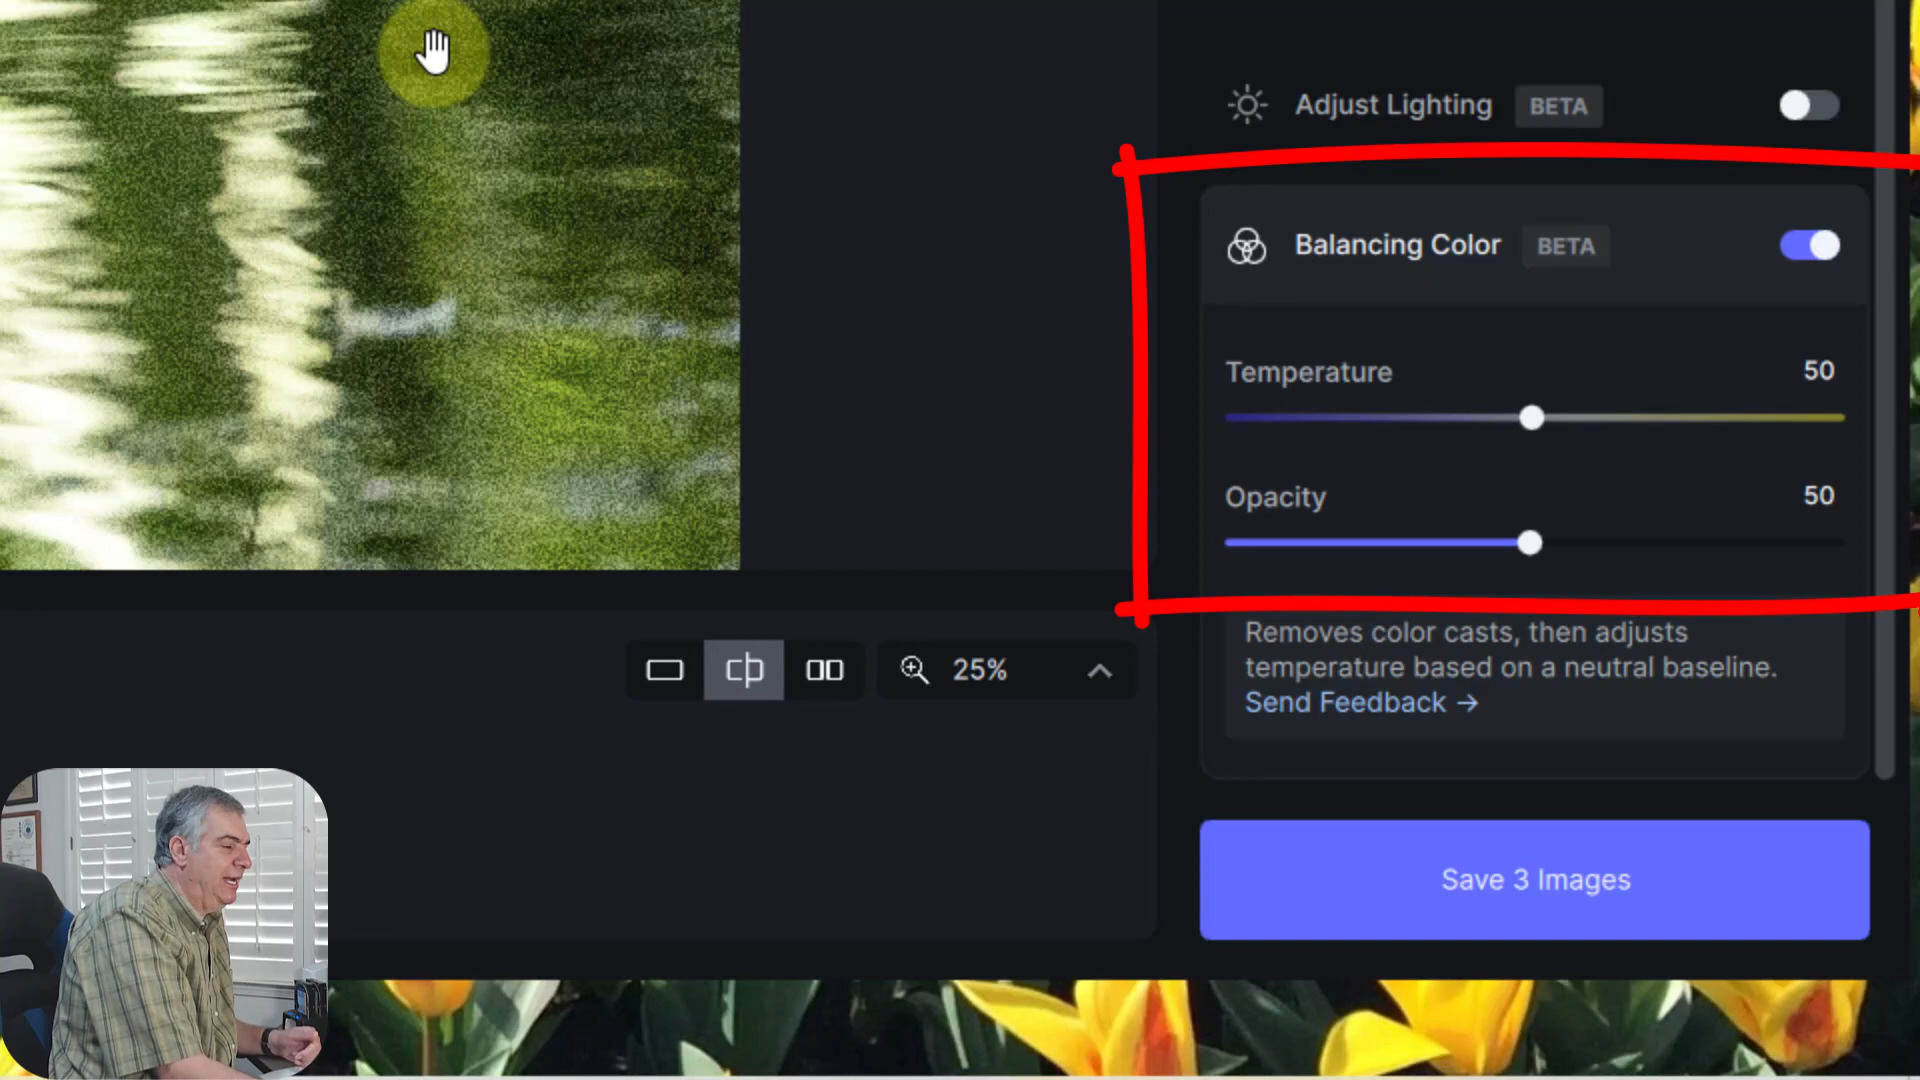 Adjust Lighting BETA
Balancing Color BETA
Temperature 50
Opacity 50
Removes color casts, then adjusts
temperature based on a neutral baseline.
Send Feedback →
25%
Save 3 Images